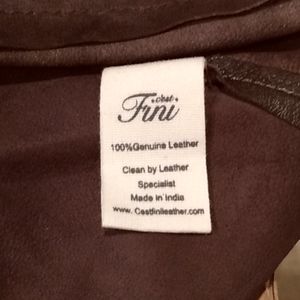 c'est
Fini
100%Genuine Leather
Clean by Leather
Specialist
Made in India
www.Cestfinileather.com